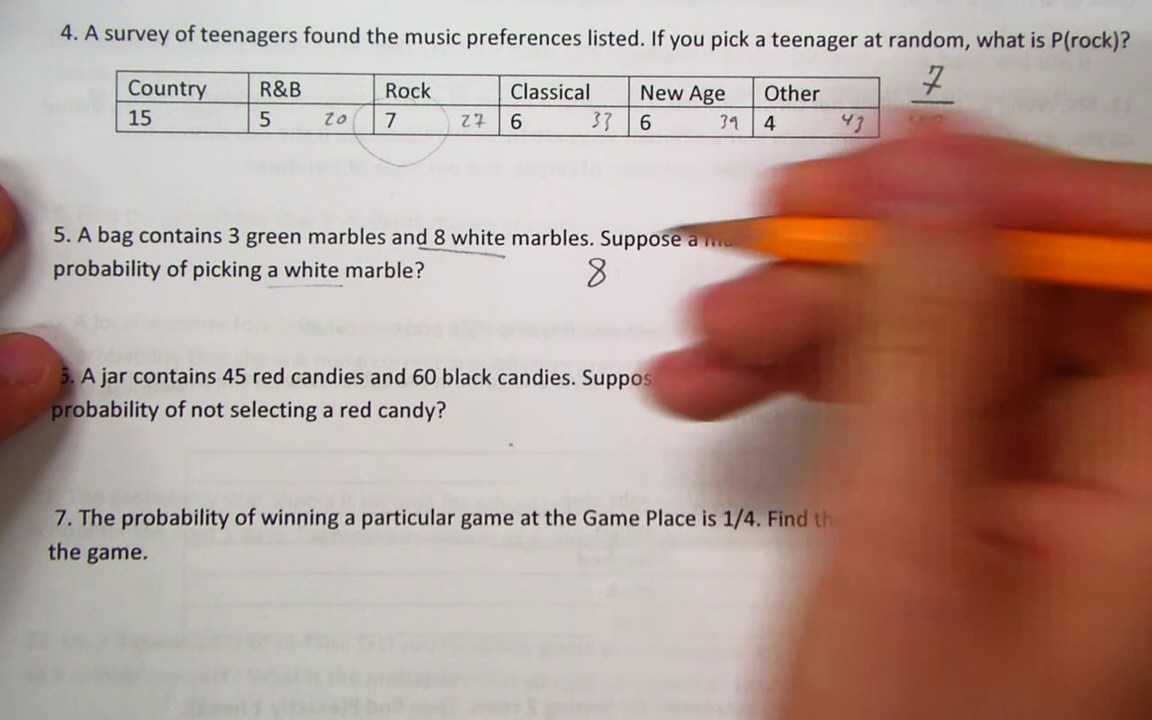 4. A survey of teenagers found the music preferences listed. If you pick a teenager at random, what is P(rock)?
Country R&B Rock Classical New Age Other 7
15 5 20 7 27 6 33 6 39 4 43
5. A bag contains 3 green marbles and 8 white marbles. Suppose a
probability of picking a white marble? 8
6. A jar contains 45 red candies and 60 black candies. Suppos
probability of not selecting a red candy?
7. The probability of winning a particular game at the Game Place is 1/4. Find th
the game.